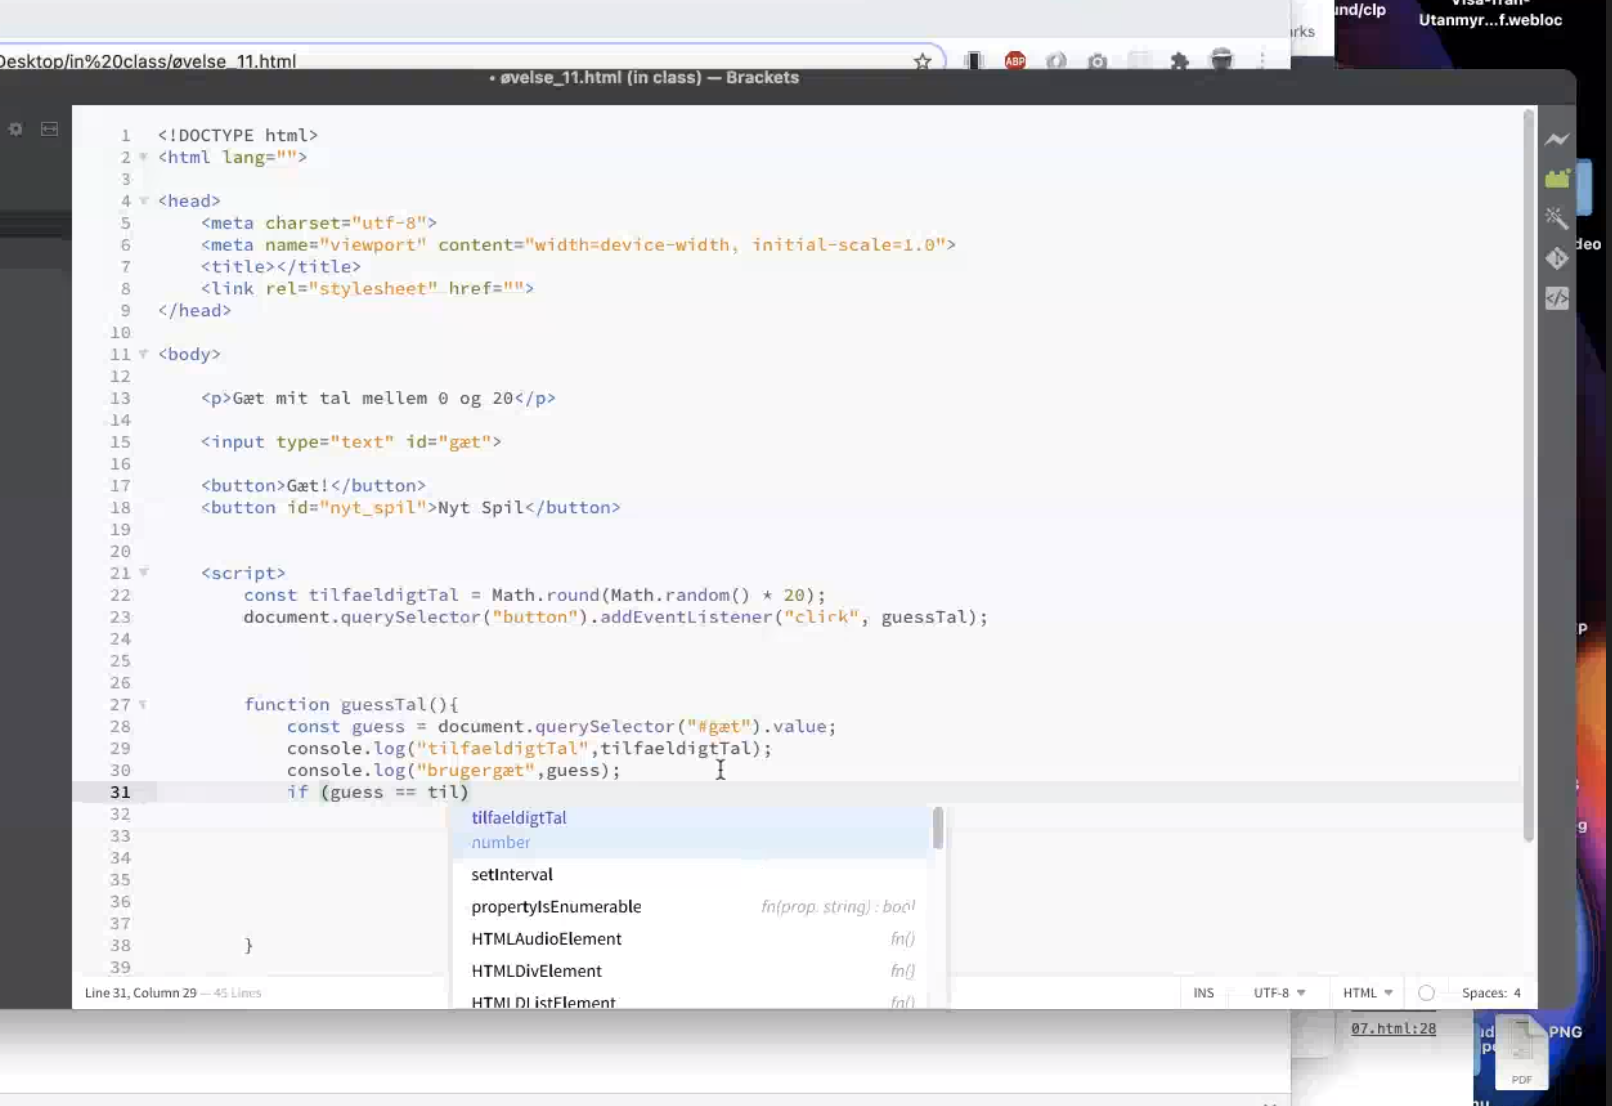 und/clp
Visa-Iran-
Utanmyr...f.webloc
rks
Desktop/in%20class/øvelse_11.html
ABP
• øvelse_11.html (in class) — Brackets
1 <!DOCTYPE html>
2 <html lang="">
3
4 <head>
5 <meta charset="utf-8">
6 <meta name="viewport" content="width=device-width, initial-scale=1.0">
7 <title></title>
8 <link rel="stylesheet" href="">
9 </head>
10
11 <body>
12
13 <p>Gæt mit tal mellem 0 og 20</p>
14
15 <input type="text" id="gæt">
16
17 <button>Gæt!</button>
18 <button id="nyt_spil">Nyt Spil</button>
19
20
21 <script>
22 const tilfaeldigtTal = Math.round(Math.random() * 20);
23 document.querySelector("button").addEventListener("click", guessTal);
24
25
26
27 function guessTal(){
28 const guess = document.querySelector("#gæt").value;
29 console.log("tilfaeldigtTal",tilfaeldigtTal);
30 console.log("brugergæt",guess);
31 if (guess == til)
32
33
34
35
36
37
38 }
39
tilfaeldigtTal
number
setInterval
propertyIsEnumerable fn(prop: string) : bool
HTMLAudioElement fn()
HTMLDivElement fn()
HTMLDListElement fn()
Line 31, Column 29 — 45 Lines
INS UTF-8 HTML Spaces: 4
deo
07.html:28
PNG
PDF